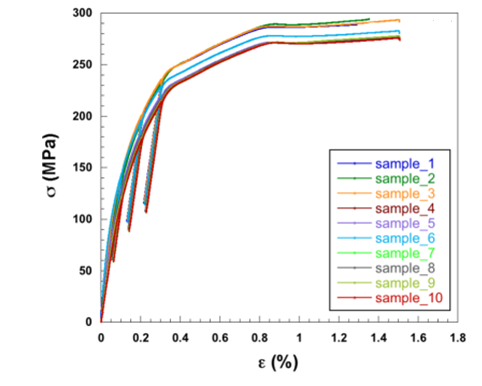 300
250
200
150
100
50
0
σ (MPa)
sample_1
sample_2
sample_3
sample_4
sample_5
sample_6
sample_7
sample_8
sample_9
sample_10
0 0.2 0.4 0.6 0.8 1 1.2 1.4 1.6 1.8
ε (%)